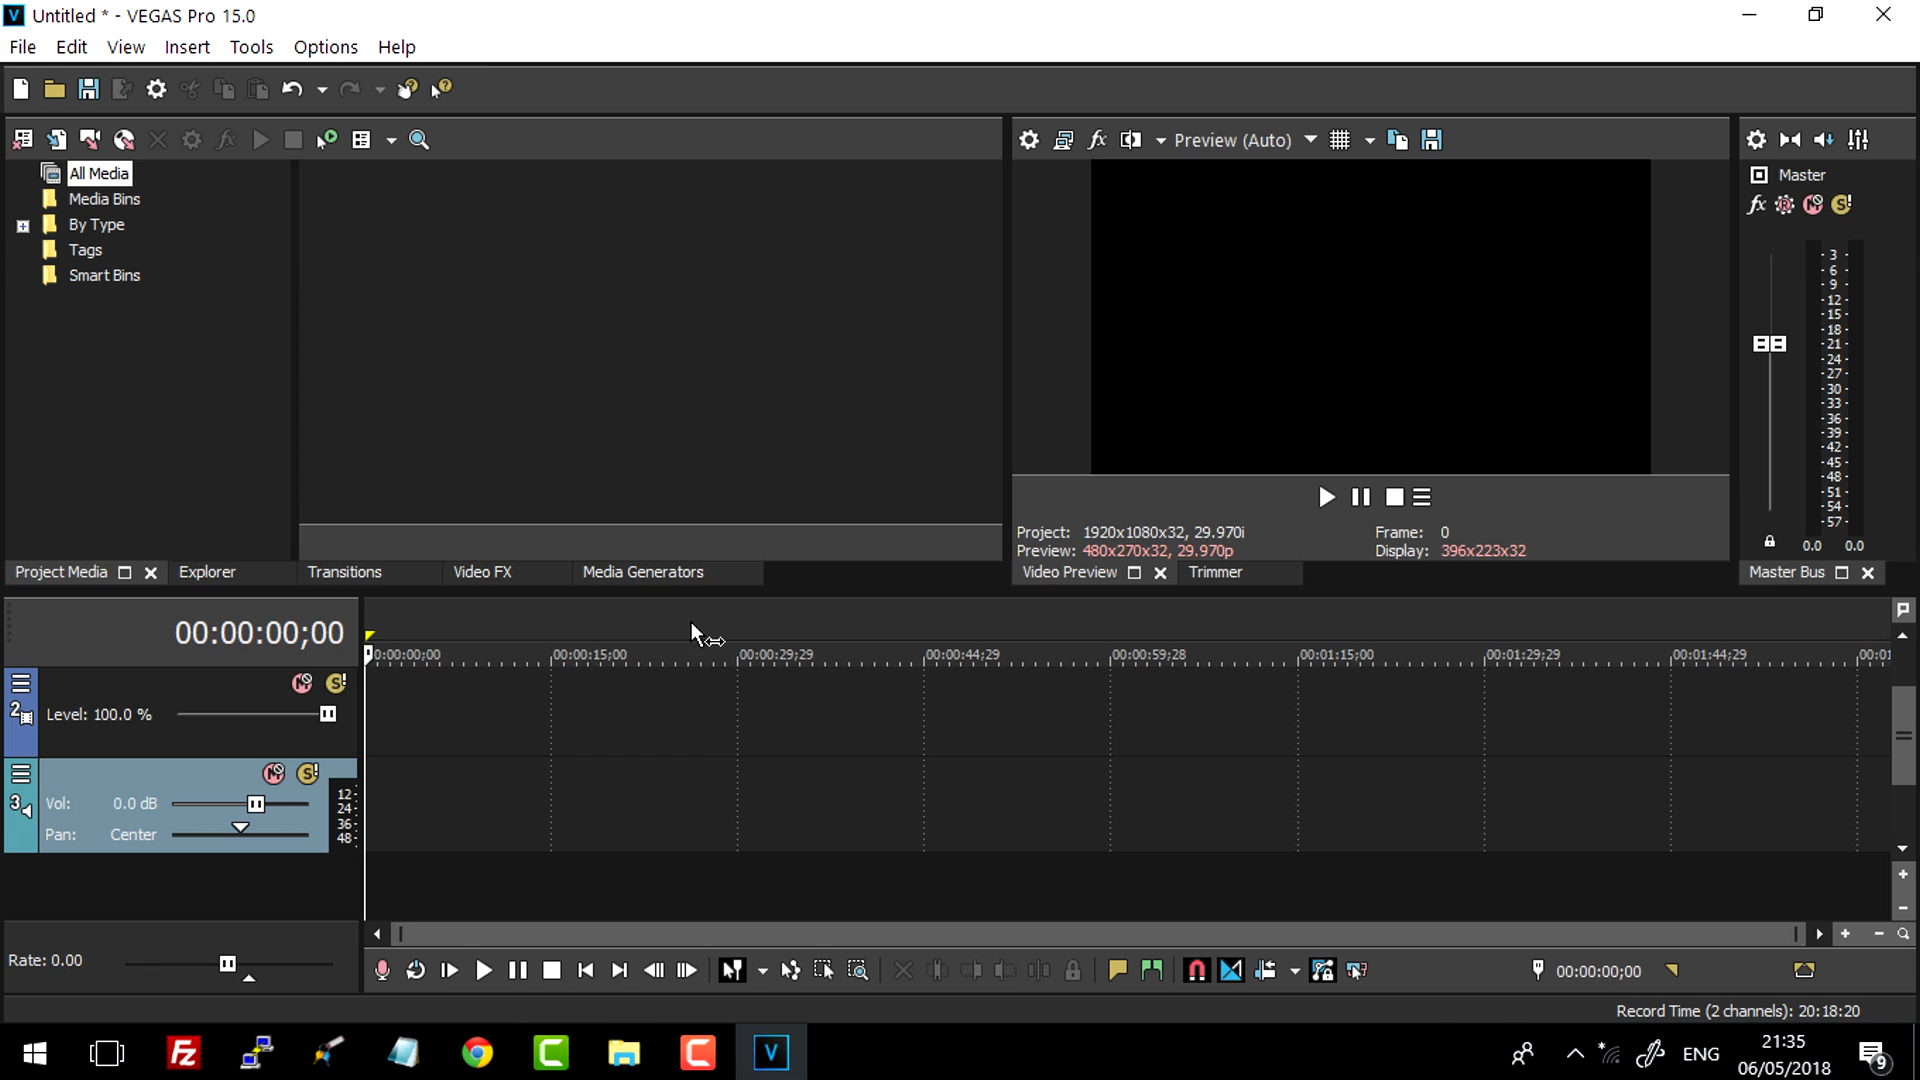 Untitled * - VEGAS Pro 15.0
File Edit View Insert Tools Options Help
Preview (Auto)
All Media
Media Bins
By Type
Tags
Smart Bins
Master
3
6
9
12
15
18
21
24
27
30
33
36
39
42
45
48
51
54
57
0.0 0.0
Project: 1920x1080x32, 29.970i Frame: 0
Preview: 480x270x32, 29.970p Display: 396x223x32
Project Media Explorer Transitions Video FX Media Generators Video Preview Trimmer Master Bus
00:00:00;00
0:00:00;00 00:00:15;00 00:00:29;29 00:00:44;29 00:00:59;28 00:01:15;00 00:01:29;29 00:01:44;29 00:01
2 Level: 100.0 %
3 Vol: 0.0 dB
Pan: Center
12
24
36
48
Rate: 0.00
00:00:00;00
Record Time (2 channels): 20:18:20
ENG
21:35
06/05/2018
9